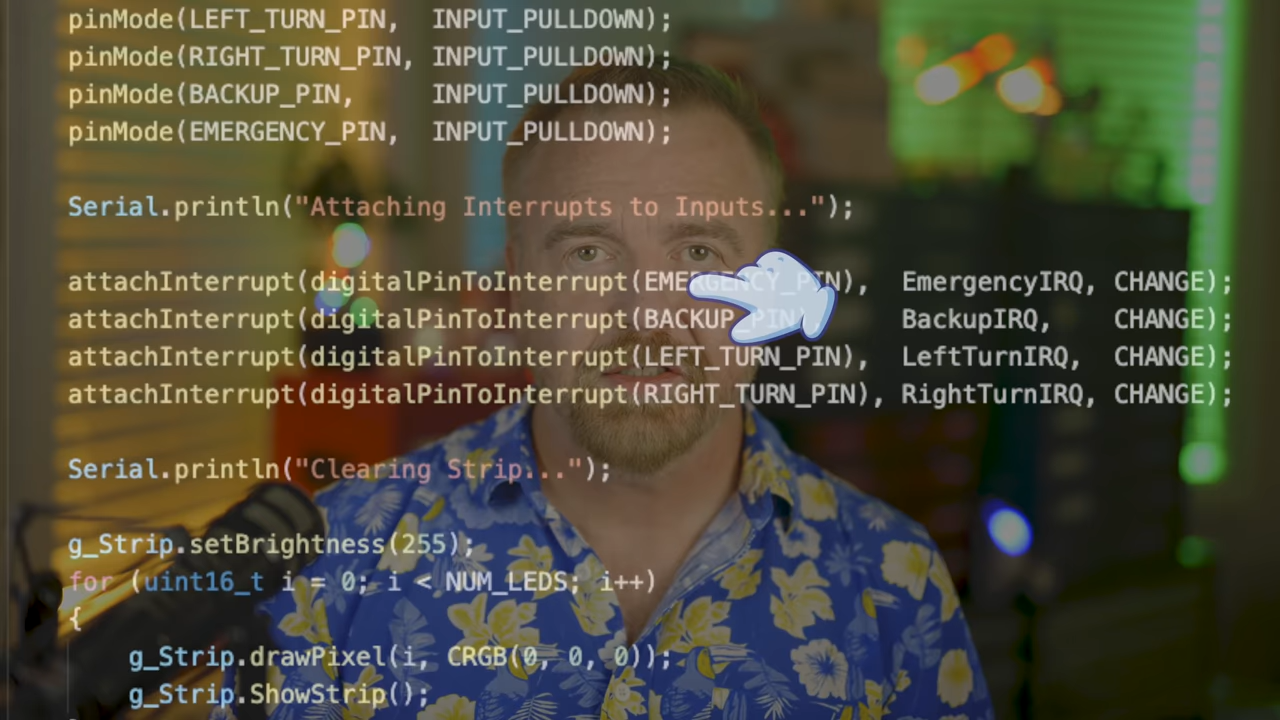 pinMode(LEFT_TURN_PIN,  INPUT_PULLDOWN);
pinMode(RIGHT_TURN_PIN, INPUT_PULLDOWN);
pinMode(BACKUP_PIN,     INPUT_PULLDOWN);
pinMode(EMERGENCY_PIN,  INPUT_PULLDOWN);
Serial.println("Attaching Interrupts to Inputs...");
attachInterrupt(digitalPinToInterrupt(EMERGENCY_PIN),  EmergencyIRQ, CHANGE);
attachInterrupt(digitalPinToInterrupt(BACKUP_PIN),     BackupIRQ,    CHANGE);
attachInterrupt(digitalPinToInterrupt(LEFT_TURN_PIN),  LeftTurnIRQ,  CHANGE);
attachInterrupt(digitalPinToInterrupt(RIGHT_TURN_PIN), RightTurnIRQ, CHANGE);
Serial.println("Clearing Strip...");
g_Strip.setBrightness(255);
for (uint16_t i = 0; i < NUM_LEDS; i++)
{
    g_Strip.drawPixel(i, CRGB(0, 0, 0));
    g_Strip.ShowStrip();